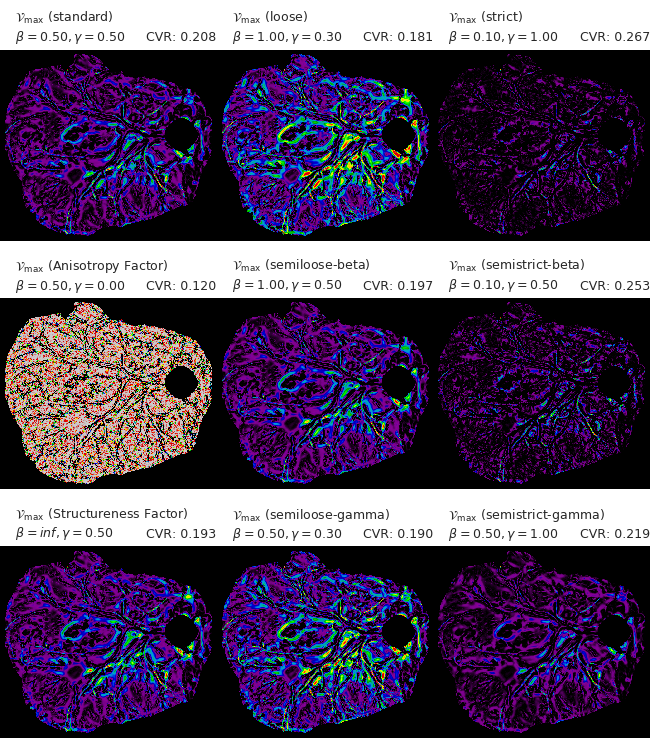 𝒱max (standard)
β = 0.50, γ = 0.50 CVR: 0.208
𝒱max (loose)
β = 1.00, γ = 0.30 CVR: 0.181
𝒱max (strict)
β = 0.10, γ = 1.00 CVR: 0.267
𝒱max (Anisotropy Factor)
β = 0.50, γ = 0.00 CVR: 0.120
𝒱max (semiloose-beta)
β = 1.00, γ = 0.50 CVR: 0.197
𝒱max (semistrict-beta)
β = 0.10, γ = 0.50 CVR: 0.253
𝒱max (Structureness Factor)
β = inf, γ = 0.50 CVR: 0.193
𝒱max (semiloose-gamma)
β = 0.50, γ = 0.30 CVR: 0.190
𝒱max (semistrict-gamma)
β = 0.50, γ = 1.00 CVR: 0.219